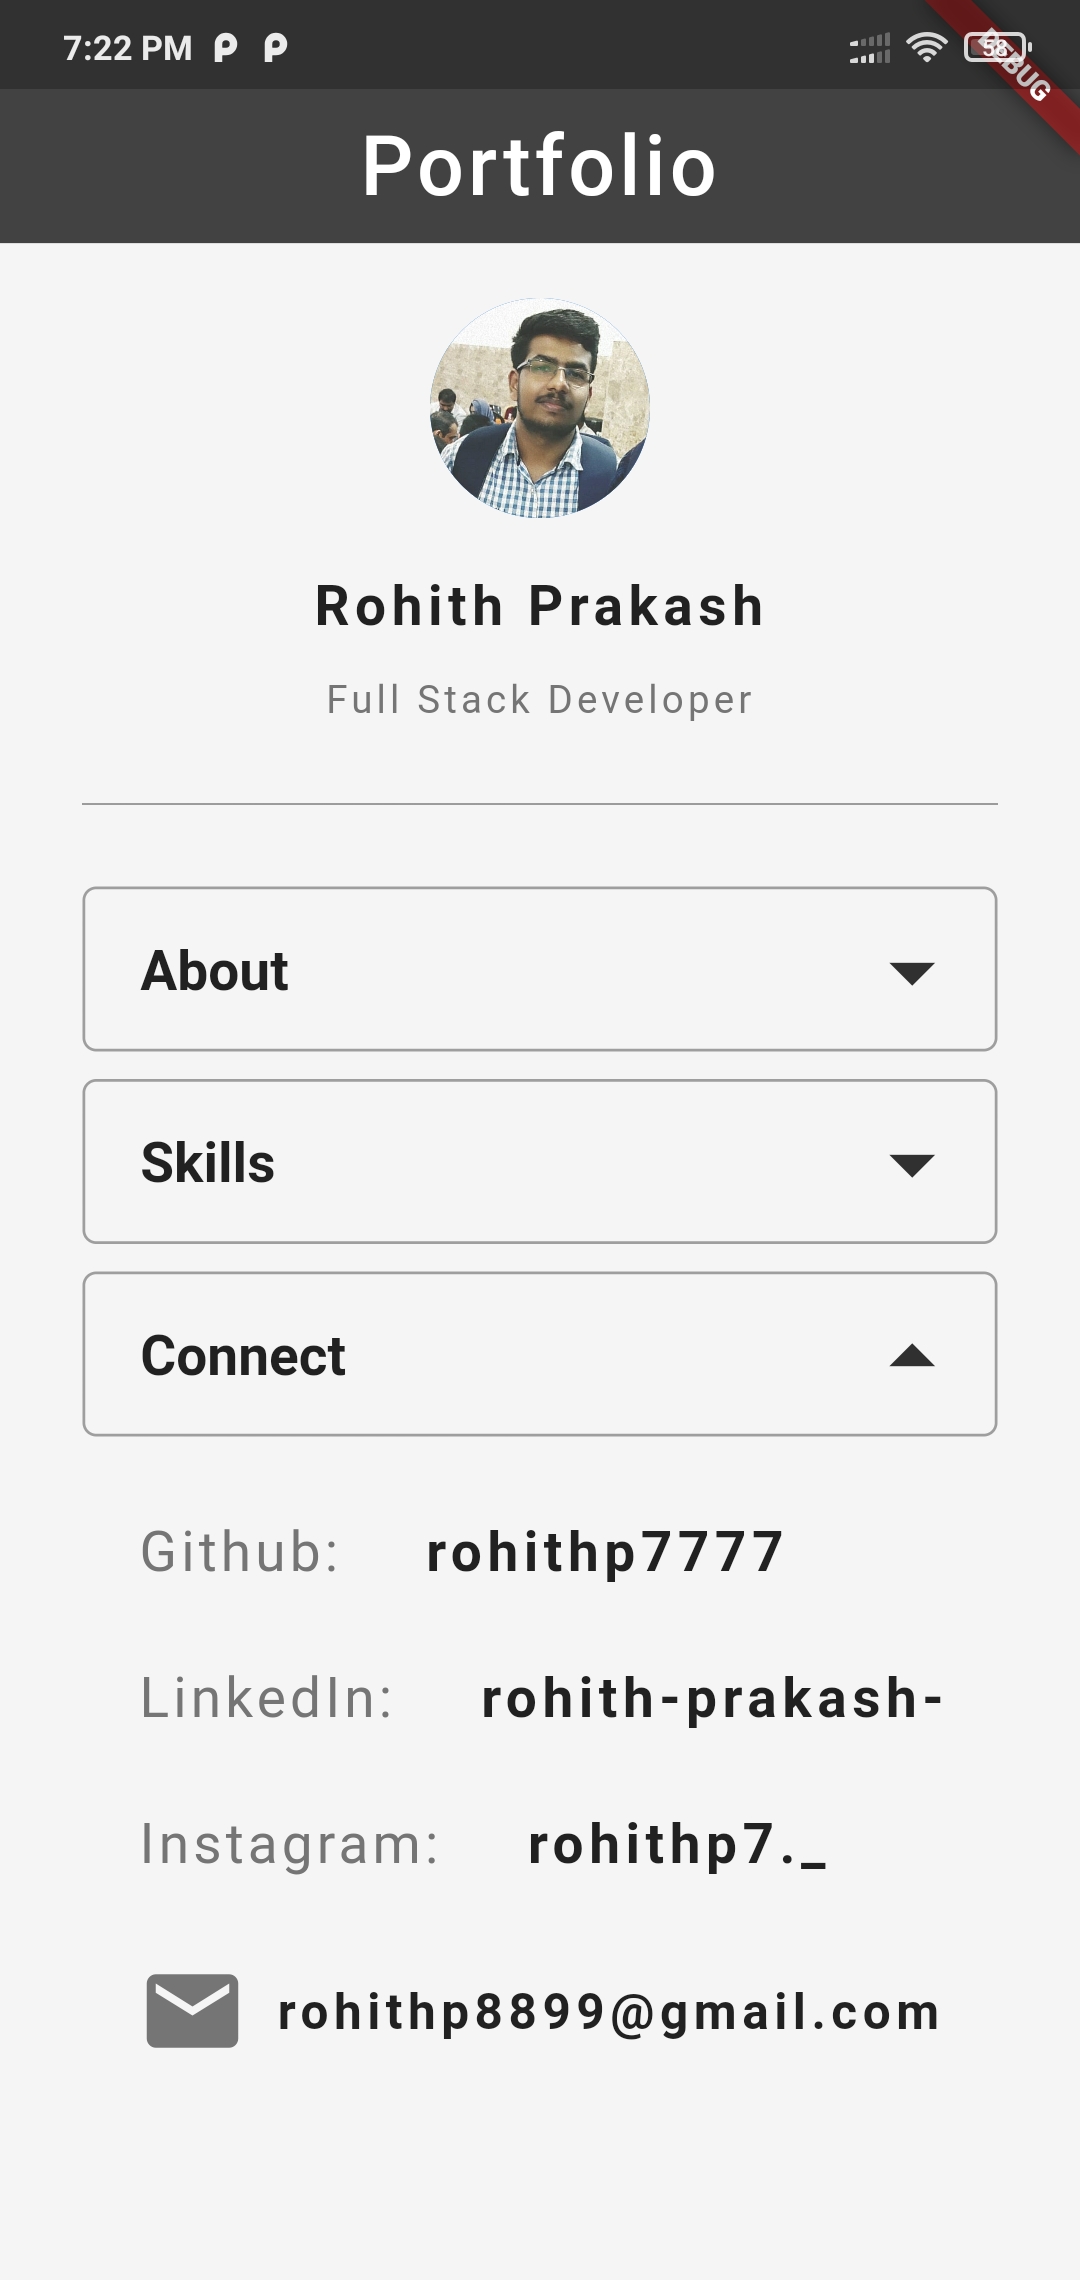 7:22 PM
58
DEBUG
Portfolio
Rohith Prakash
Full Stack Developer
About
Skills
Connect
Github: rohithp7777
LinkedIn: rohith-prakash-
Instagram: rohithp7._
rohithp8899@gmail.com